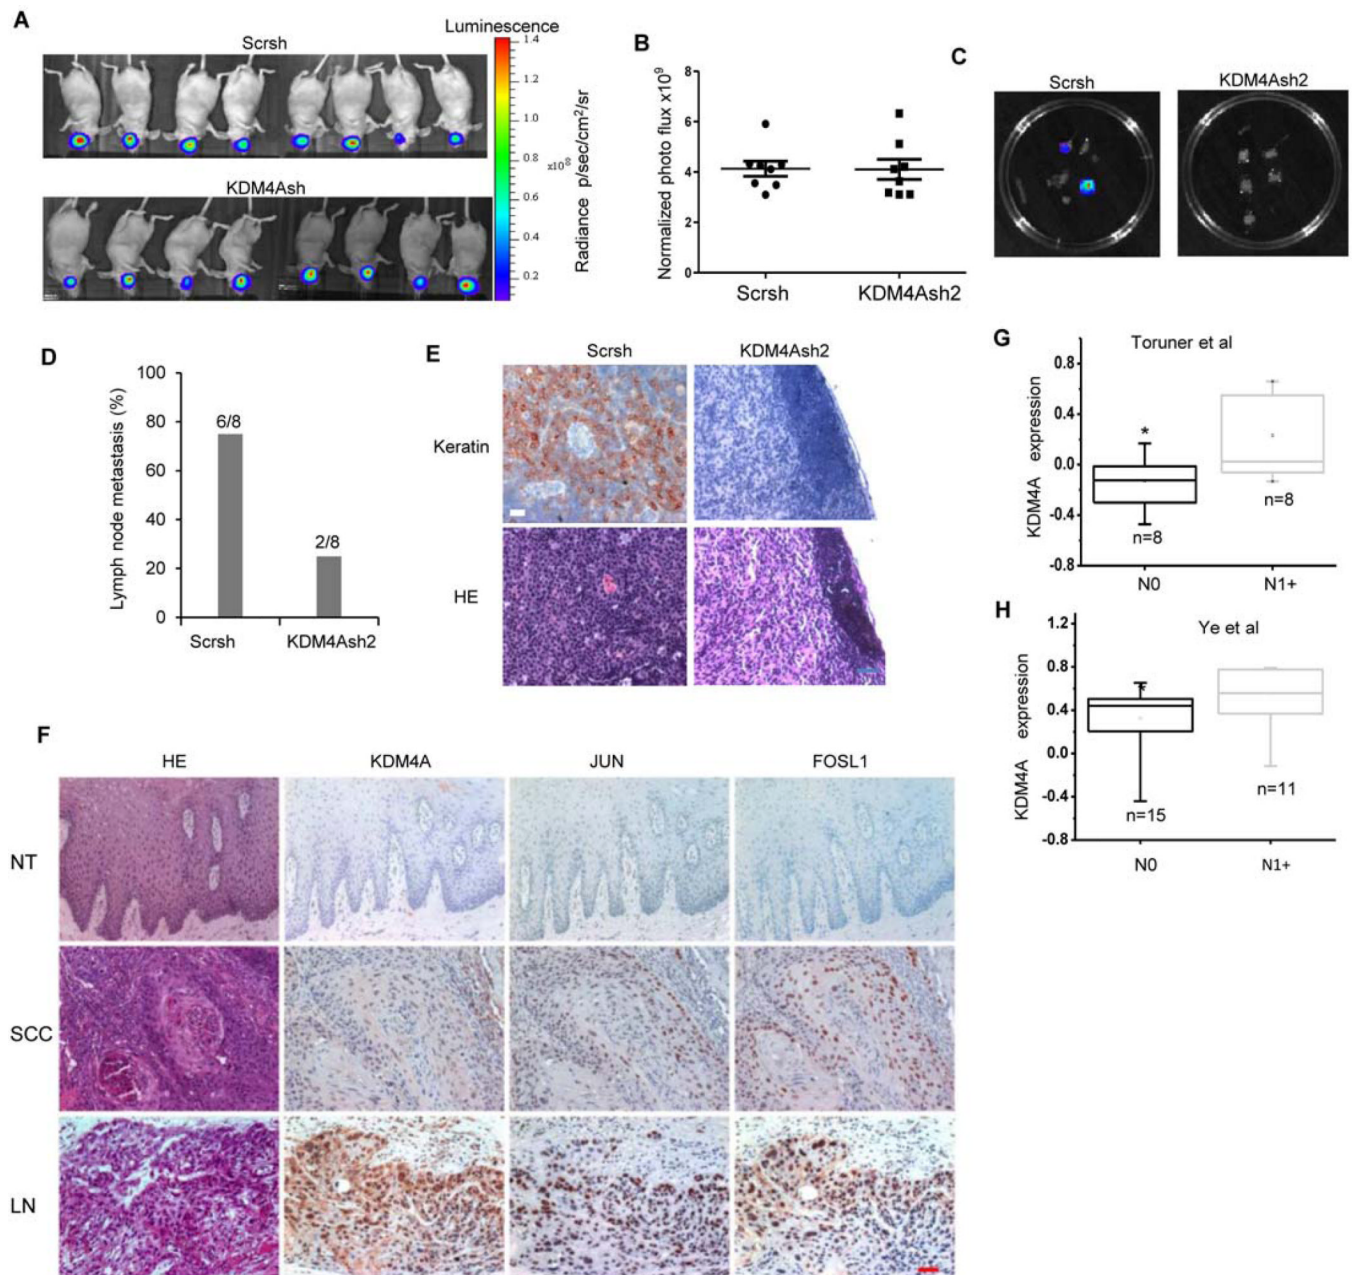 A
Luminescence
Scrsh
KDM4Ash
1.4
1.2
1.0
0.8
x10⁰⁹
0.6
0.4
0.2
Radiance p/sec/cm²/sr
B
Normalized photo flux x10⁹
8
6
4
2
0
Scrsh KDM4Ash2
C
Scrsh KDM4Ash2
D
Lymph node metastasis (%)
100
80
60
40
20
0
6/8
2/8
Scrsh KDM4Ash2
E
Scrsh KDM4Ash2
Keratin
HE
F
HE KDM4A JUN FOSL1
NT
SCC
LN
G
Toruner et al
KDM4A expression
0.8
0.4
0.0
-0.4
-0.8
*
n=8
n=8
N0 N1+
H
Ye et al
KDM4A expression
1.2
0.8
0.4
0.0
-0.4
-0.8
*
n=15
n=11
N0 N1+